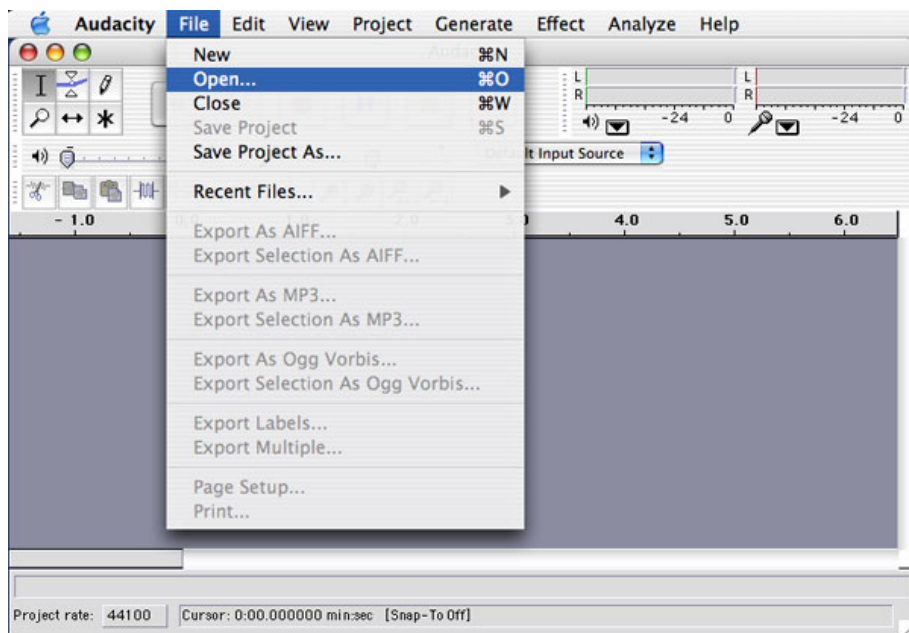 Audacity File Edit View Project Generate Effect Analyze Help
New ⌘N
Open... ⌘O
Close ⌘W
Save Project ⌘S
Save Project As...
Recent Files...
Export As AIFF...
Export Selection As AIFF...
Export As MP3...
Export Selection As MP3...
Export As Ogg Vorbis...
Export Selection As Ogg Vorbis...
Export Labels...
Export Multiple...
Page Setup...
Print...
L L
R R
-24 0 -24 0
Input Source
- 1.0 4.0 5.0 6.0
Project rate: 44100 Cursor: 0:00.000000 min:sec [Snap-To Off]